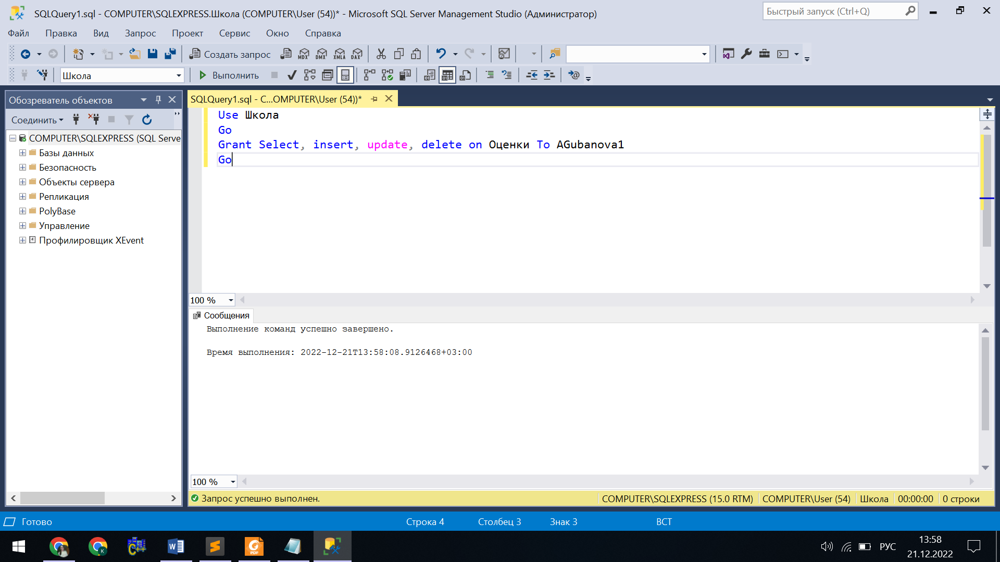 SQLQuery1.sql - COMPUTER\SQLEXPRESS.Школа (COMPUTER\User (54))* - Microsoft SQL Server Management Studio (Администратор)
Быстрый запуск (Ctrl+Q)
Файл Правка Вид Запрос Проект Сервис Окно Справка
Создать запрос MDX DMX XMLA DAX
Школа Выполнить
Обозреватель объектов
Соединить
COMPUTER\SQLEXPRESS (SQL Serve
Базы данных
Безопасность
Объекты сервера
Репликация
PolyBase
Управление
Профилировщик XEvent
SQLQuery1.sql - C...OMPUTER\User (54))*
Use Школа
Go
Grant Select, insert, update, delete on Оценки To AGubanova1
Go
100 %
Сообщения
Выполнение команд успешно завершено.
Время выполнения: 2022-12-21T13:58:08.9126468+03:00
100 %
Запрос успешно выполнен. COMPUTER\SQLEXPRESS (15.0 RTM) COMPUTER\User (54) Школа 00:00:00 0 строки
Готово Строка 4 Столбец 3 Знак 3 ВСТ
K C++ W S PDF РУС 13:58
21.12.2022